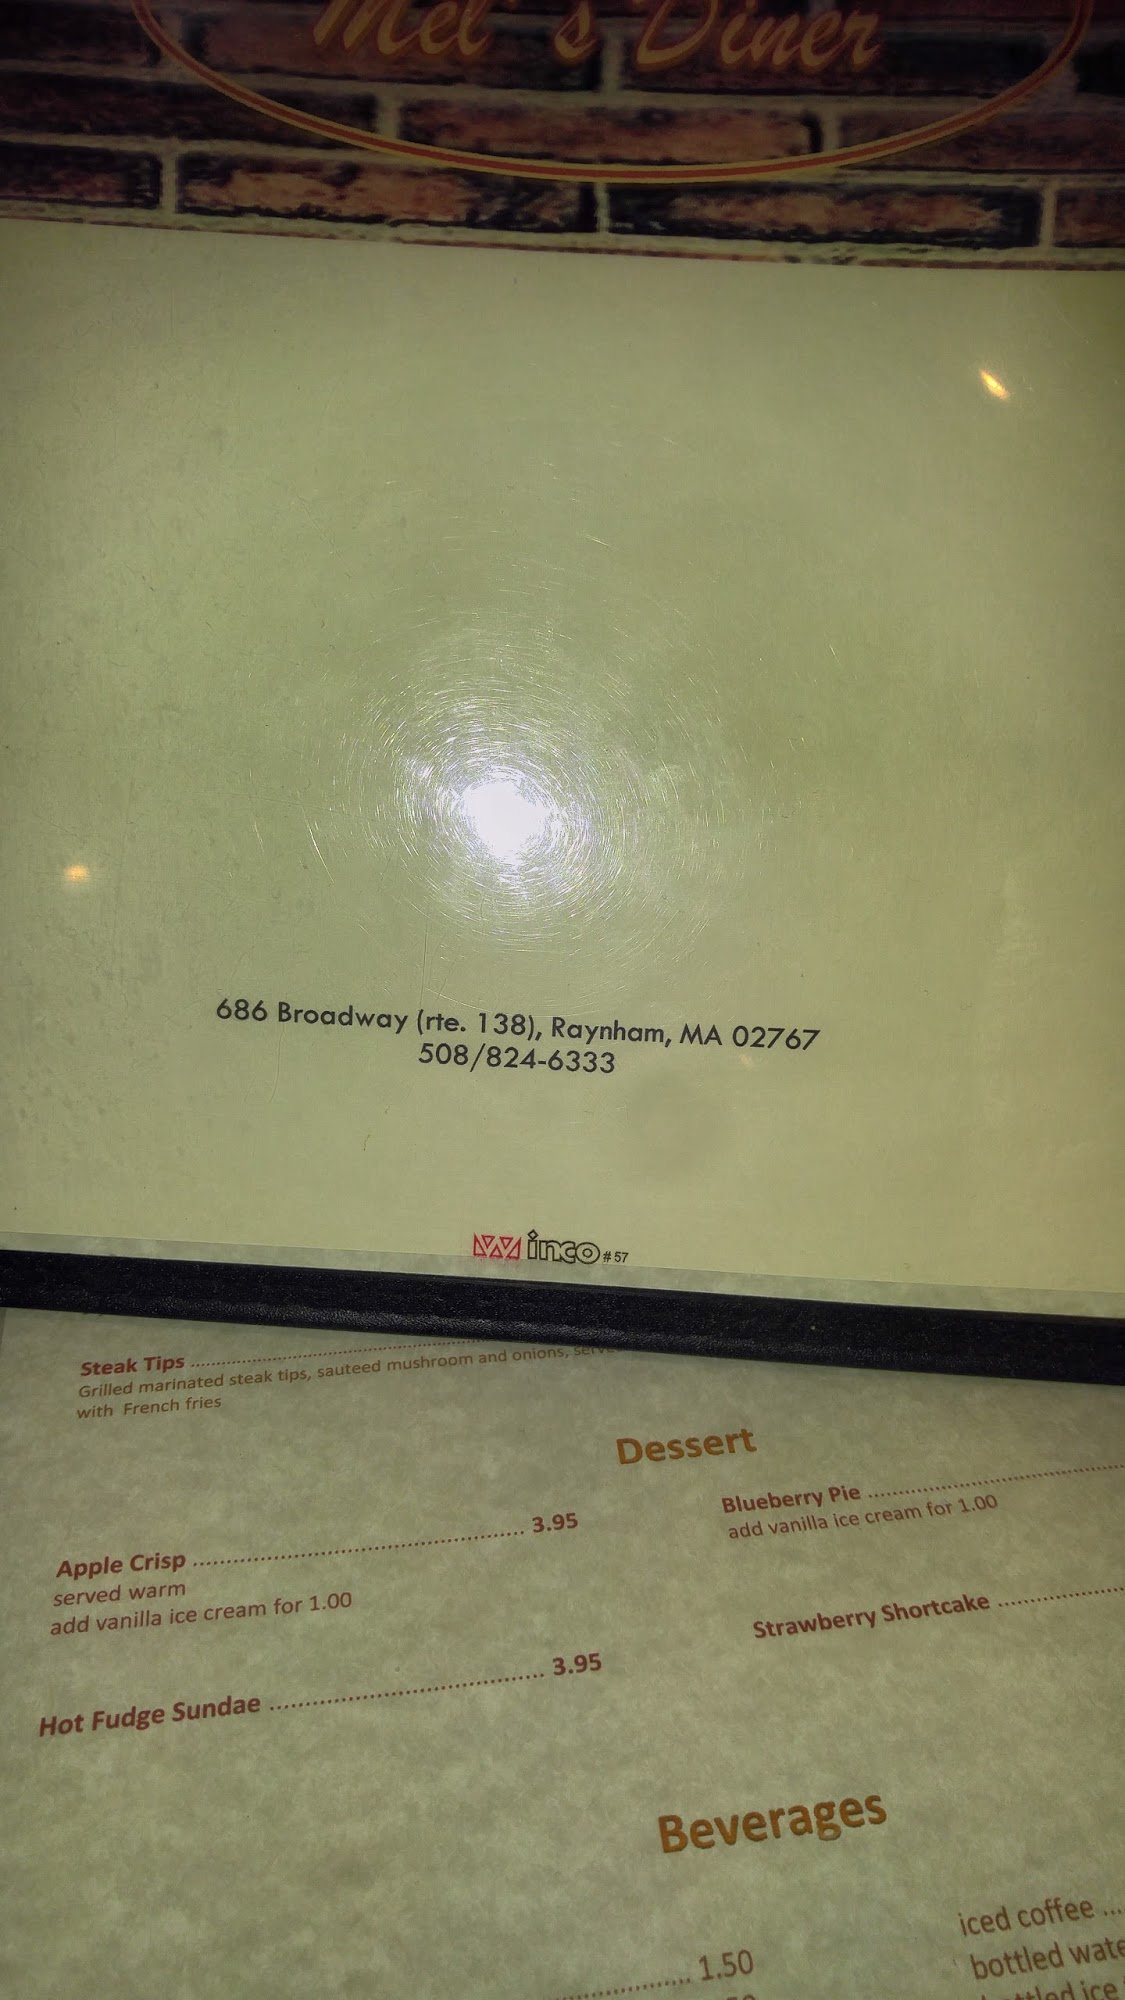 Mel's Diner
686 Broadway (rte. 138), Raynham, MA 02767
508/824-6333
Winco #57
Steak Tips
Grilled marinated steak tips, sauteed mushroom and onions,
with French fries
Dessert
Apple Crisp 3.95
served warm
add vanilla ice cream for 1.00
Hot Fudge Sundae 3.95
Blueberry Pie
add vanilla ice cream for 1.00
Strawberry Shortcake
Beverages
1.50
iced coffee
bottled